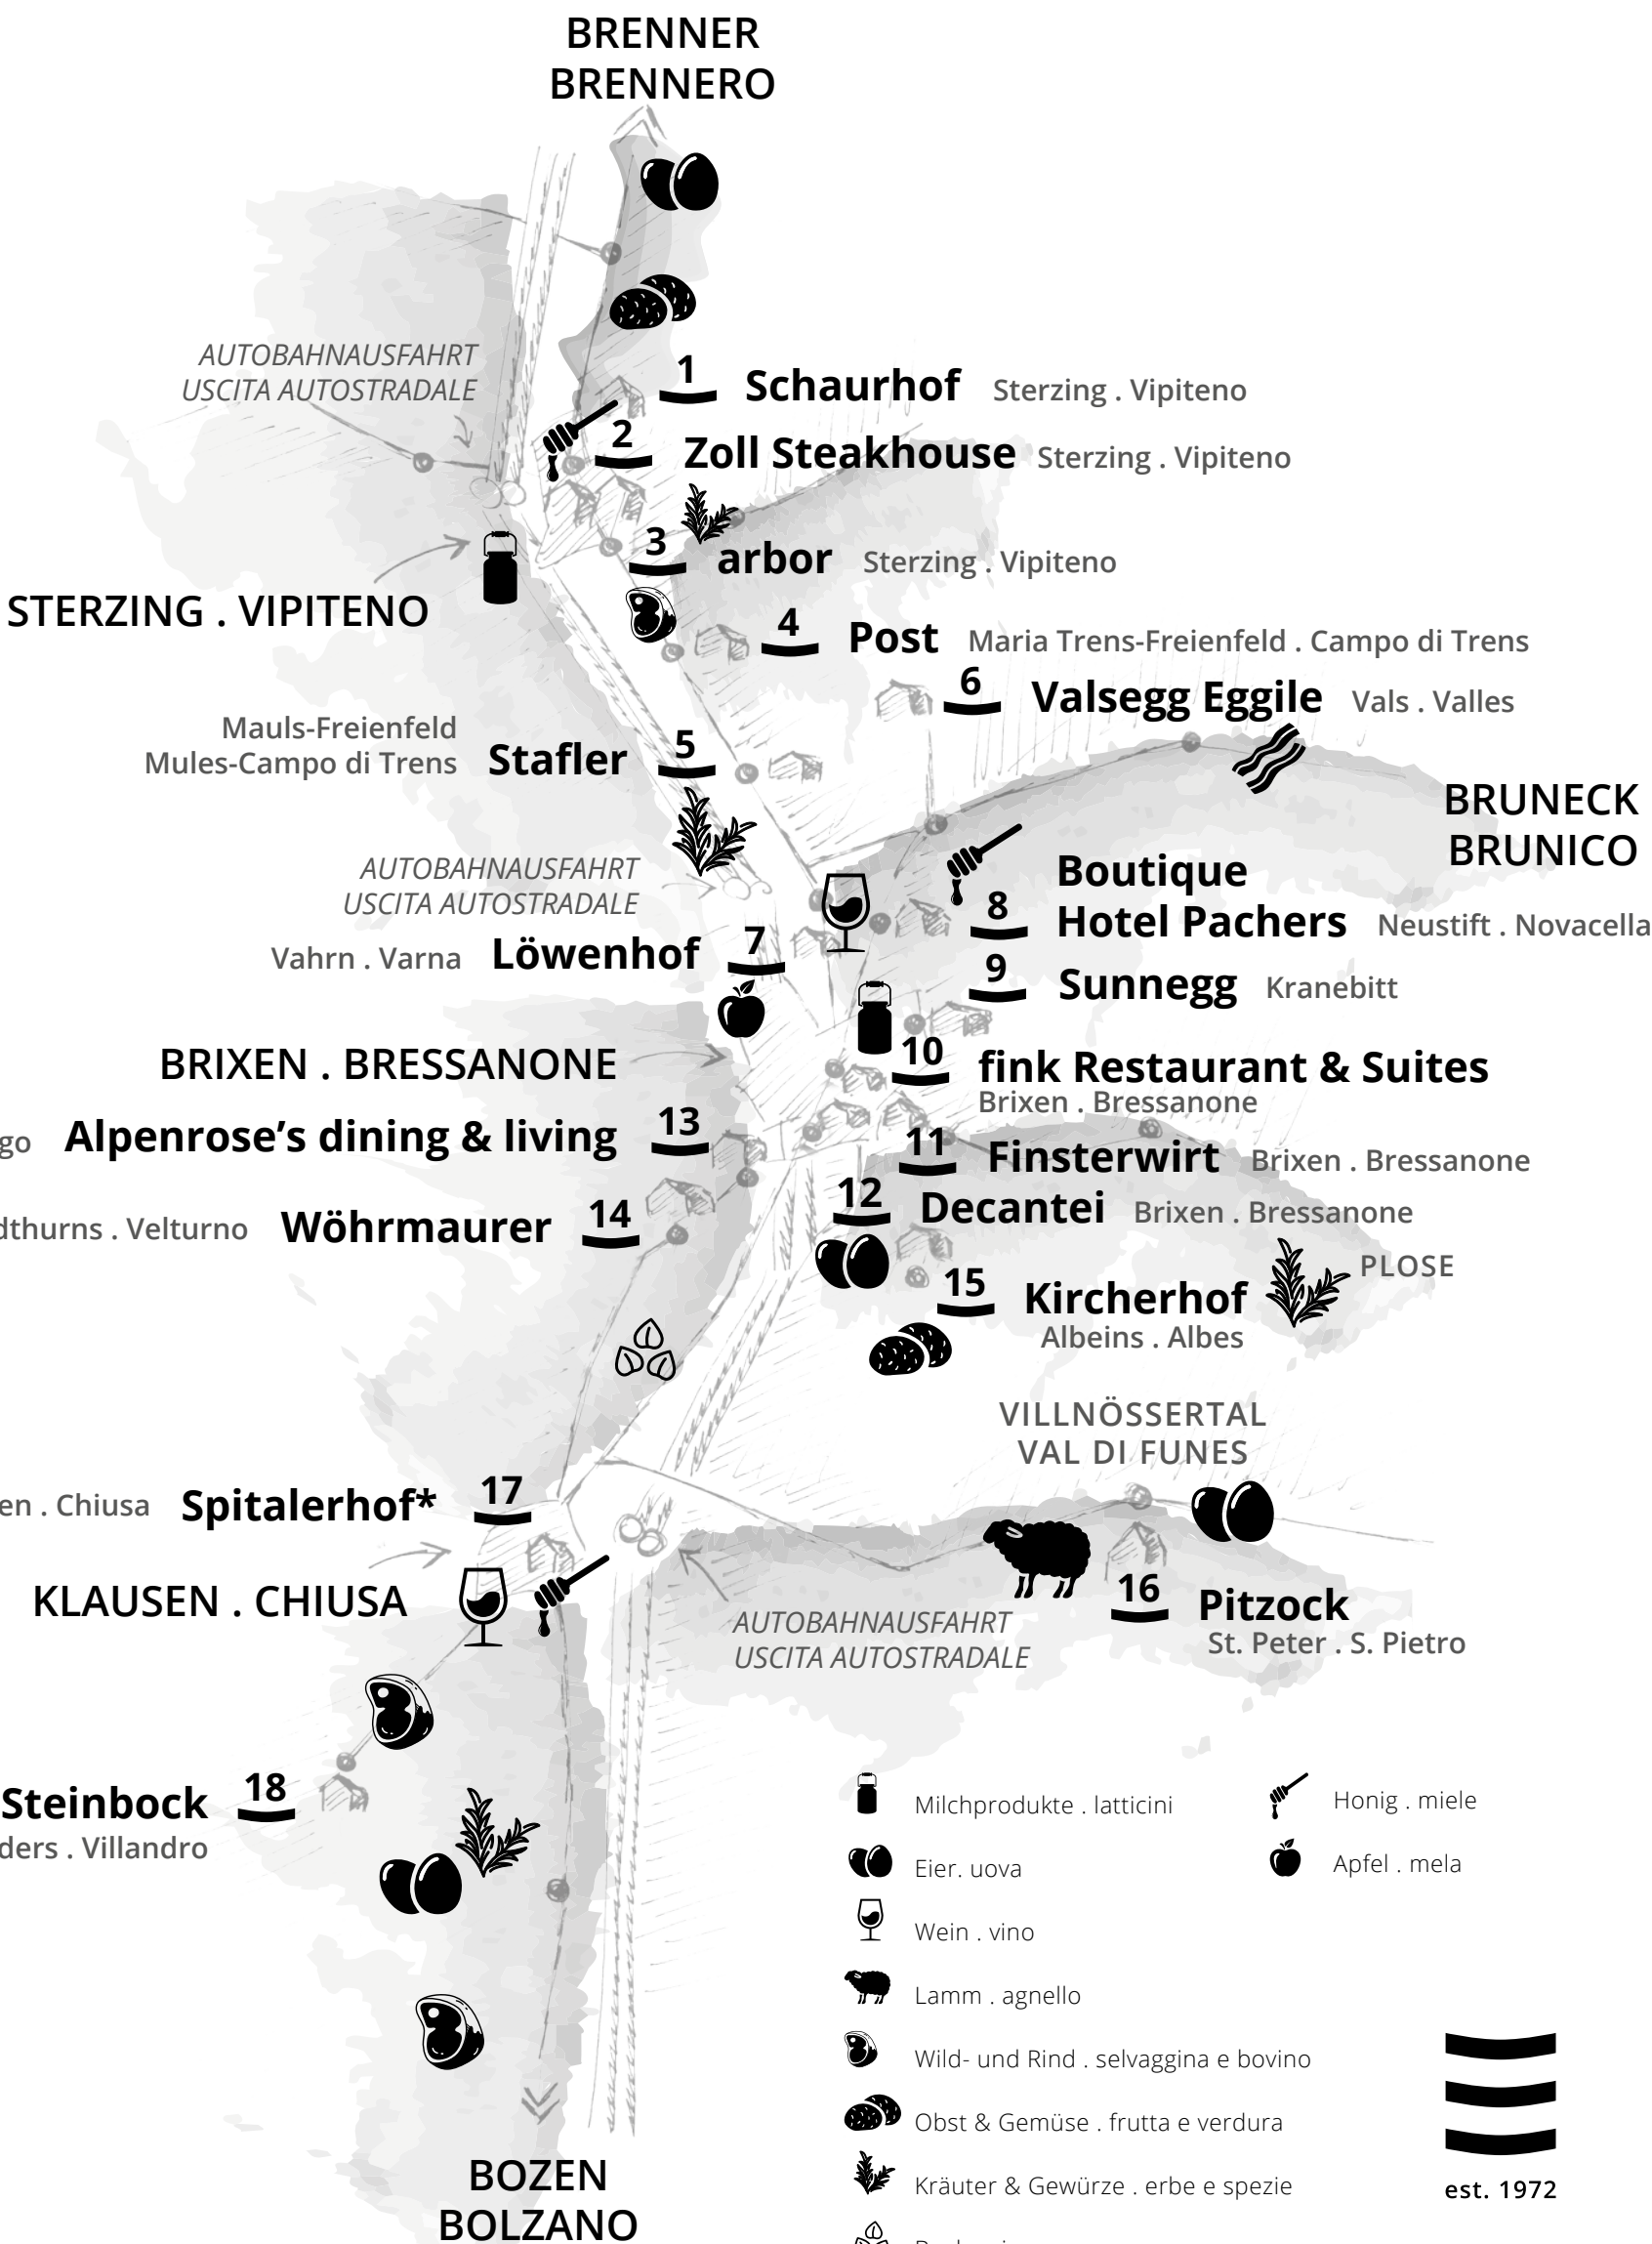 BRENNER
BRENNERO
AUTOBAHNAUSFAHRT
USCITA AUTOSTRADALE
1 Schaurhof Sterzing . Vipiteno
2 Zoll Steakhouse Sterzing . Vipiteno
3 arbor Sterzing . Vipiteno
STERZING . VIPITENO
4 Post Maria Trens-Freienfeld . Campo di Trens
6 Valsegg Eggile Vals . Valles
Mauls-Freienfeld
Mules-Campo di Trens
Stafler 5
BRUNECK
BRUNICO
AUTOBAHNAUSFAHRT
USCITA AUTOSTRADALE
Boutique
8 Hotel Pachers Neustift . Novacella
Vahrn . Varna Löwenhof 7
9 Sunnegg Kranebitt
BRIXEN . BRESSANONE
10 fink Restaurant & Suites
Brixen . Bressanone
go Alpenrose’s dining & living 13
11 Finsterwirt Brixen . Bressanone
12 Decantei Brixen . Bressanone
dthurns . Velturno Wöhrmaurer 14
PLOSE
15 Kircherhof
Albeins . Albes
VILLNÖSSERTAL
VAL DI FUNES
en . Chiusa Spitalerhof* 17
KLAUSEN . CHIUSA
16 Pitzock
St. Peter . S. Pietro
AUTOBAHNAUSFAHRT
USCITA AUTOSTRADALE
Steinbock 18
ders . Villandro
Milchprodukte . latticini
Honig . miele
Eier. uova
Apfel . mela
Wein . vino
Lamm . agnello
Wild- und Rind . selvaggina e bovino
Obst & Gemüse . frutta e verdura
Kräuter & Gewürze . erbe e spezie
est. 1972
BOZEN
BOLZANO